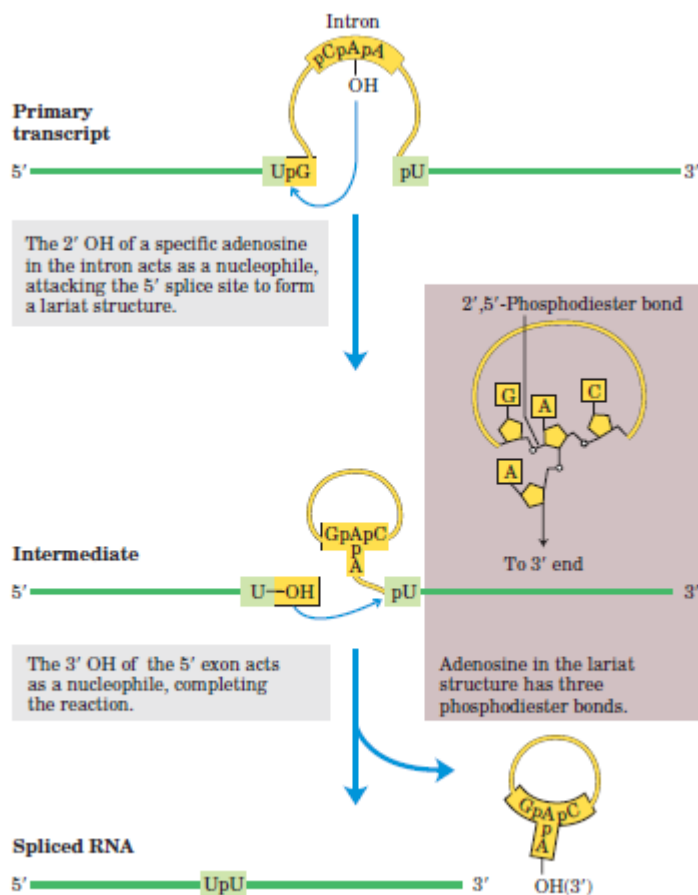 Intron
pCpApA
OH
Primary
transcript
5′ UpG pU 3′
The 2′ OH of a specific adenosine
in the intron acts as a nucleophile,
attacking the 5′ splice site to form
a lariat structure.
2′,5′-Phosphodiester bond
G A C
A
To 3′ end
Adenosine in the lariat
structure has three
phosphodiester bonds.
GpApC
p
A
Intermediate
5′ U OH pU 3′
The 3′ OH of the 5′ exon acts
as a nucleophile, completing
the reaction.
GpApC
p
A
OH(3′)
Spliced RNA
5′ UpU 3′